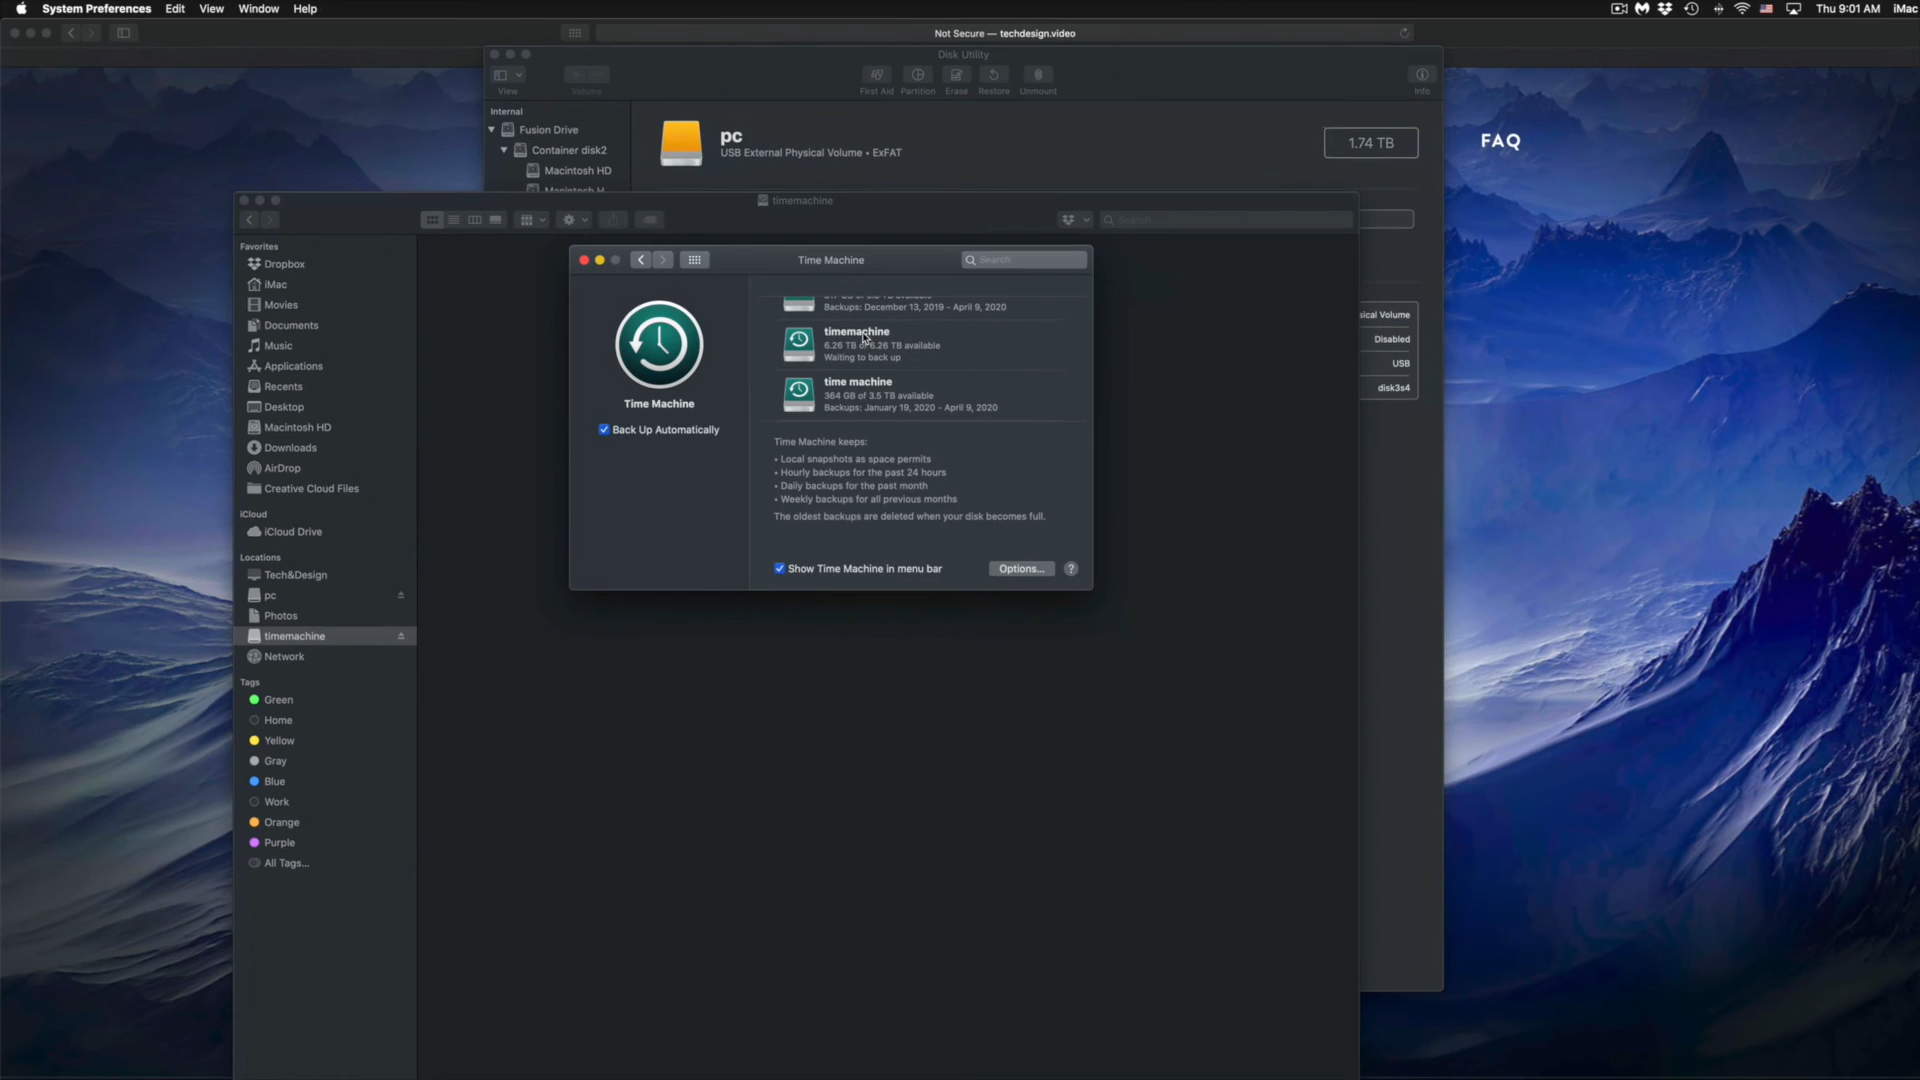 System Preferences Edit View Window Help
Thu 9:01 AM iMac
Not Secure — techdesign.video
Disk Utility
View
Volume
First Aid Partition Erase Restore Unmount
Info
Internal
Fusion Drive
Container disk2
Macintosh HD
Macintosh H
pc
USB External Physical Volume • ExFAT
1.74 TB
FAQ
timemachine
Search
Favorites
Dropbox
iMac
Movies
Documents
Music
Applications
Recents
Desktop
Macintosh HD
Downloads
AirDrop
Creative Cloud Files
iCloud
iCloud Drive
Locations
Tech&Design
pc
Photos
timemachine
Network
Tags
Green
Home
Yellow
Gray
Blue
Work
Orange
Purple
All Tags...
Time Machine
Search
Time Machine
Back Up Automatically
Backups: December 13, 2019 - April 9, 2020
timemachine
6.26 TB of 6.26 TB available
Waiting to back up
time machine
364 GB of 3.5 TB available
Backups: January 19, 2020 - April 9, 2020
Time Machine keeps:
• Local snapshots as space permits
• Hourly backups for the past 24 hours
• Daily backups for the past month
• Weekly backups for all previous months
The oldest backups are deleted when your disk becomes full.
Show Time Machine in menu bar
Options...
?
sical Volume
Disabled
USB
disk3s4